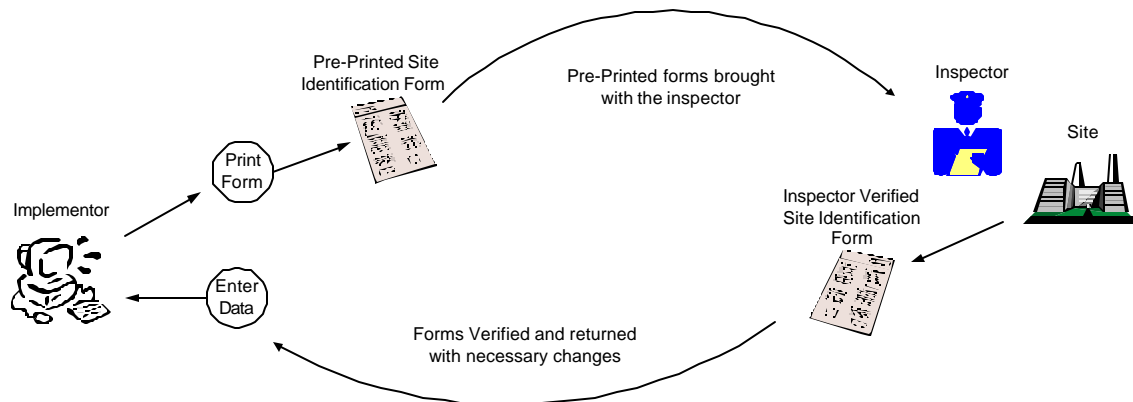 Pre-Printed Site
Identification Form
Pre-Printed forms brought
with the inspector
Inspector
Site
Print
Form
Implementor
Inspector Verified
Site Identification
Form
Enter
Data
Forms Verified and returned
with necessary changes